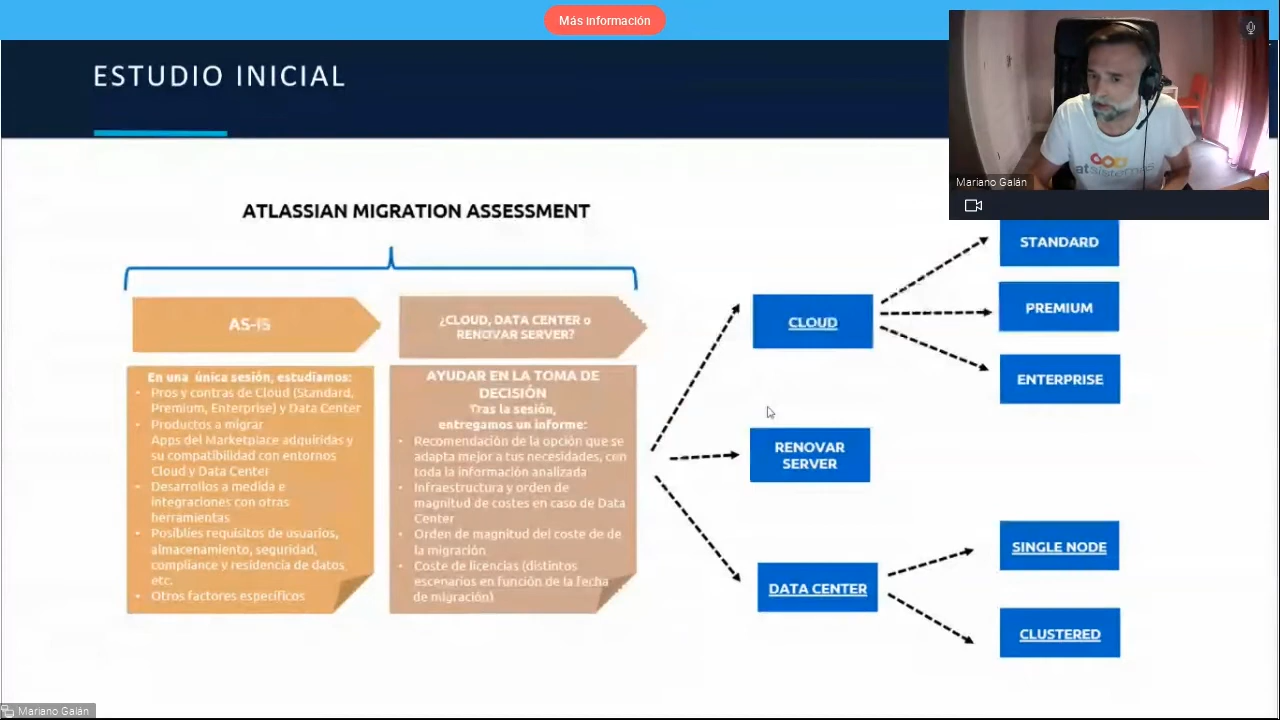 Más información
ESTUDIO INICIAL
atsistemas
Mariano Galán
ATLASSIAN MIGRATION ASSESSMENT
AS-IS
En una única sesión, estudiamos:
• Pros y contras de Cloud (Standard,
Premium, Enterprise) y Data Center
• Productos a migrar
Apps del Marketplace adquiridas y
su compatibilidad con entornos
Cloud y Data Center
• Desarrollos a medida e
integraciones con otras
herramientas
• Posiblies requisitos de usuarios,
almacenamiento, seguridad,
compliance y residencia de datos,
etc.
• Otros factores específicos
¿CLOUD, DATA CENTER o
RENOVAR SERVER?
AYUDAR EN LA TOMA DE
DECISIÓN
Tras la sesión,
entregamos un informe:
• Recomendación de la opción que se
adapta mejor a tus necesidades, con
toda la información analizada
• Infraestructura y orden de
magnitud de costes en caso de Data
Center
• Orden de magnitud del coste de de
la migración
• Coste de licencias (distintos
escenarios en función de la fecha
de migración)
CLOUD
STANDARD
PREMIUM
ENTERPRISE
RENOVAR
SERVER
DATA CENTER
SINGLE NODE
CLUSTERED
Mariano Galán